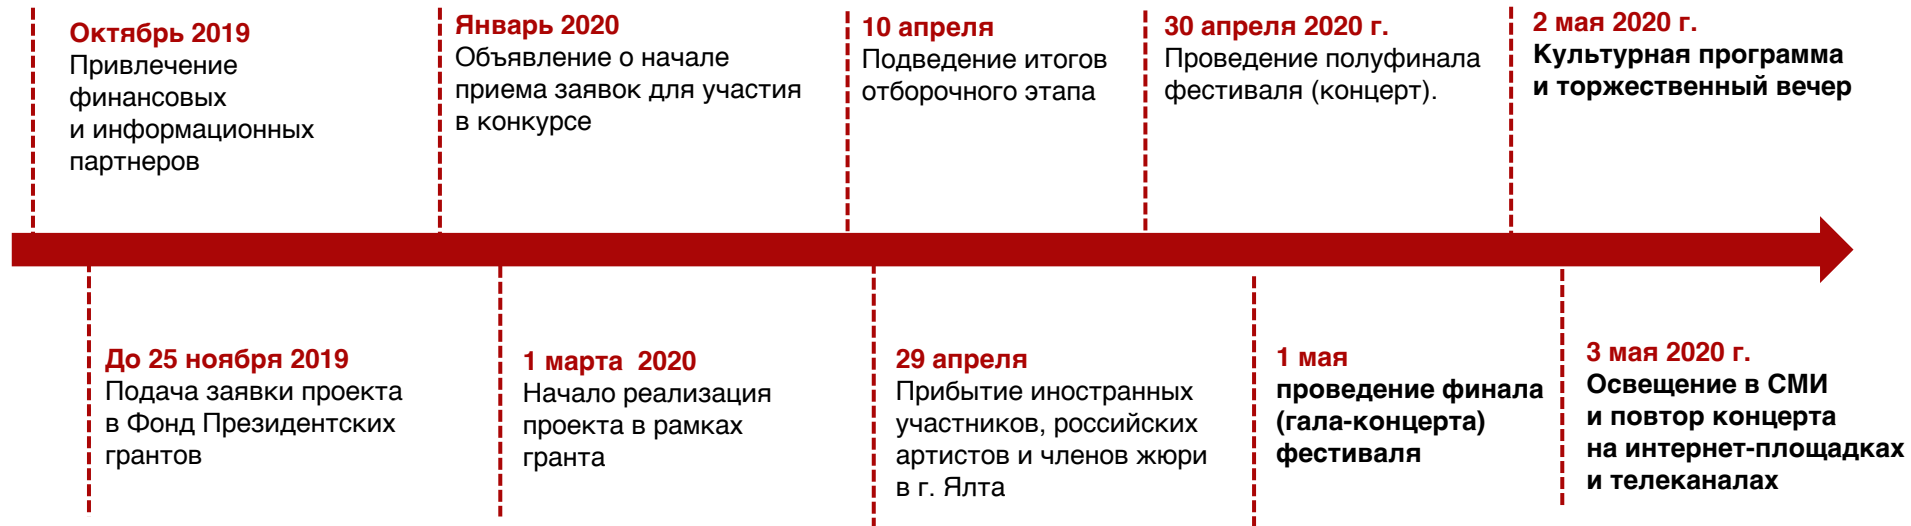 Октябрь 2019
Привлечение
финансовых
и информационных
партнеров
Январь 2020
Объявление о начале
приема заявок для участия
в конкурсе
10 апреля
Подведение итогов
отборочного этапа
30 апреля 2020 г.
Проведение полуфинала
фестиваля (концерт).
2 мая 2020 г.
Культурная программа
и торжественный вечер
До 25 ноября 2019
Подача заявки проекта
в Фонд Президентских
грантов
1 марта 2020
Начало реализация
проекта в рамках
гранта
29 апреля
Прибытие иностранных
участников, российских
артистов и членов жюри
в г. Ялта
1 мая
проведение финала
(гала-концерта)
фестиваля
3 мая 2020 г.
Освещение в СМИ
и повтор концерта
на интернет-площадках
и телеканалах